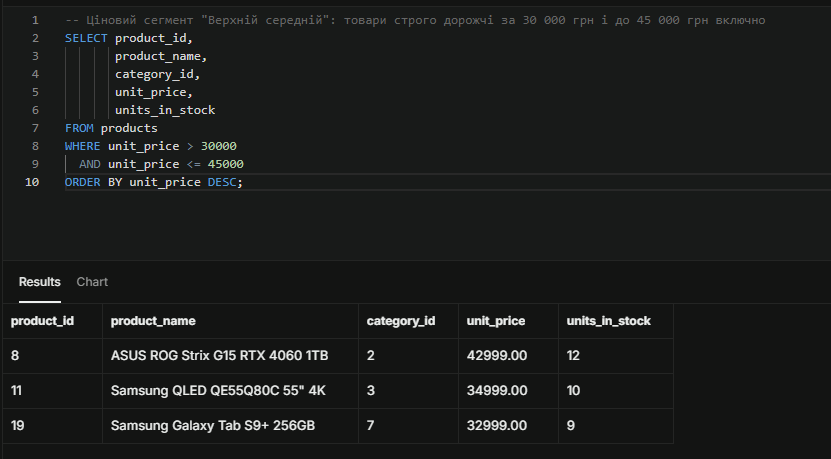 1 -- Ціновий сегмент "Верхній середній": товари строго дорожчі за 30 000 грн і до 45 000 грн включно
2 SELECT product_id,
3 product_name,
4 category_id,
5 unit_price,
6 units_in_stock
7 FROM products
8 WHERE unit_price > 30000
9 AND unit_price <= 45000
10 ORDER BY unit_price DESC;
Results Chart
product_id product_name category_id unit_price units_in_stock
8 ASUS ROG Strix G15 RTX 4060 1TB 2 42999.00 12
11 Samsung QLED QE55Q80C 55" 4K 3 34999.00 10
19 Samsung Galaxy Tab S9+ 256GB 7 32999.00 9